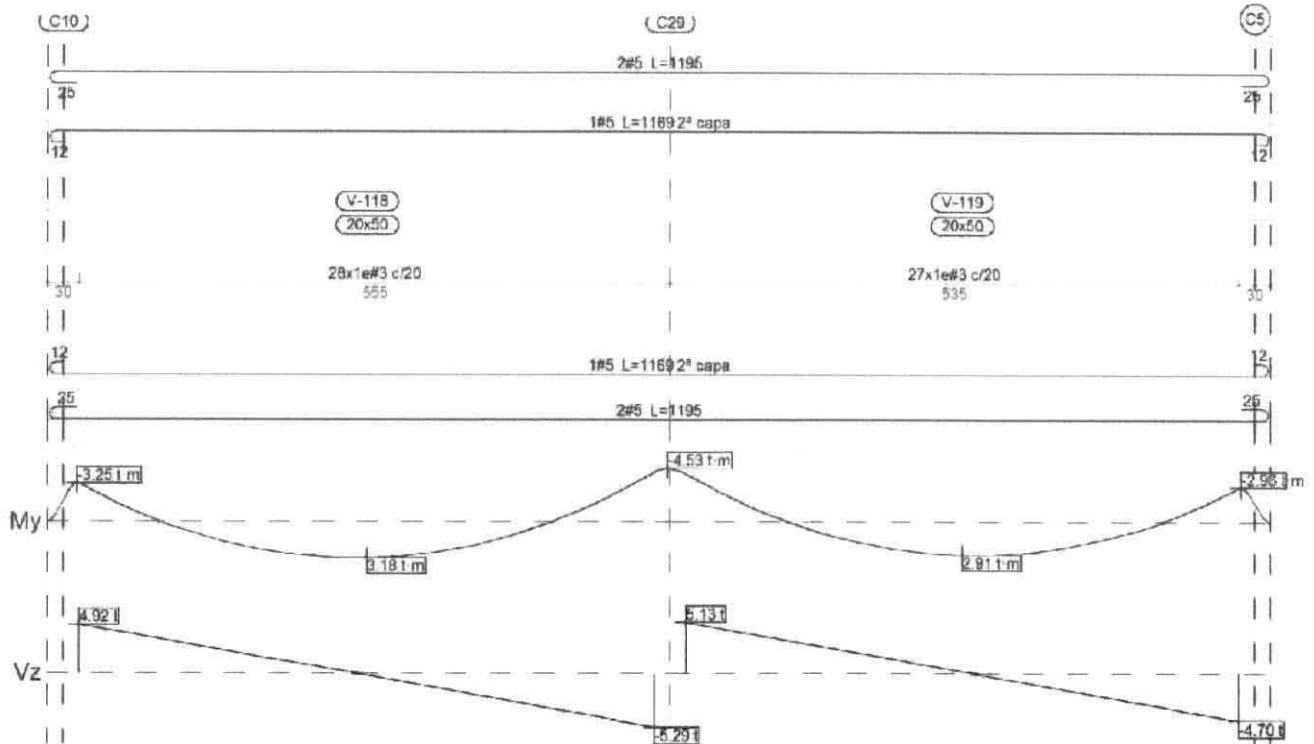 C10 C29 C5
2#5 L=1195
25 25
1#5 L=1169 2ª capa
12 12
V-118 V-119
20x50 20x50
28x1e#3 c/20 27x1e#3 c/20
30 555 535 30
12 12
1#5 L=1169 2ª capa
25 25
2#5 L=1195
-3.25 t·m -4.53 t·m -2.96 t·m
My
3.18 t·m 2.91 t·m
4.92 t 5.13 t
Vz
-5.29 t -4.70 t